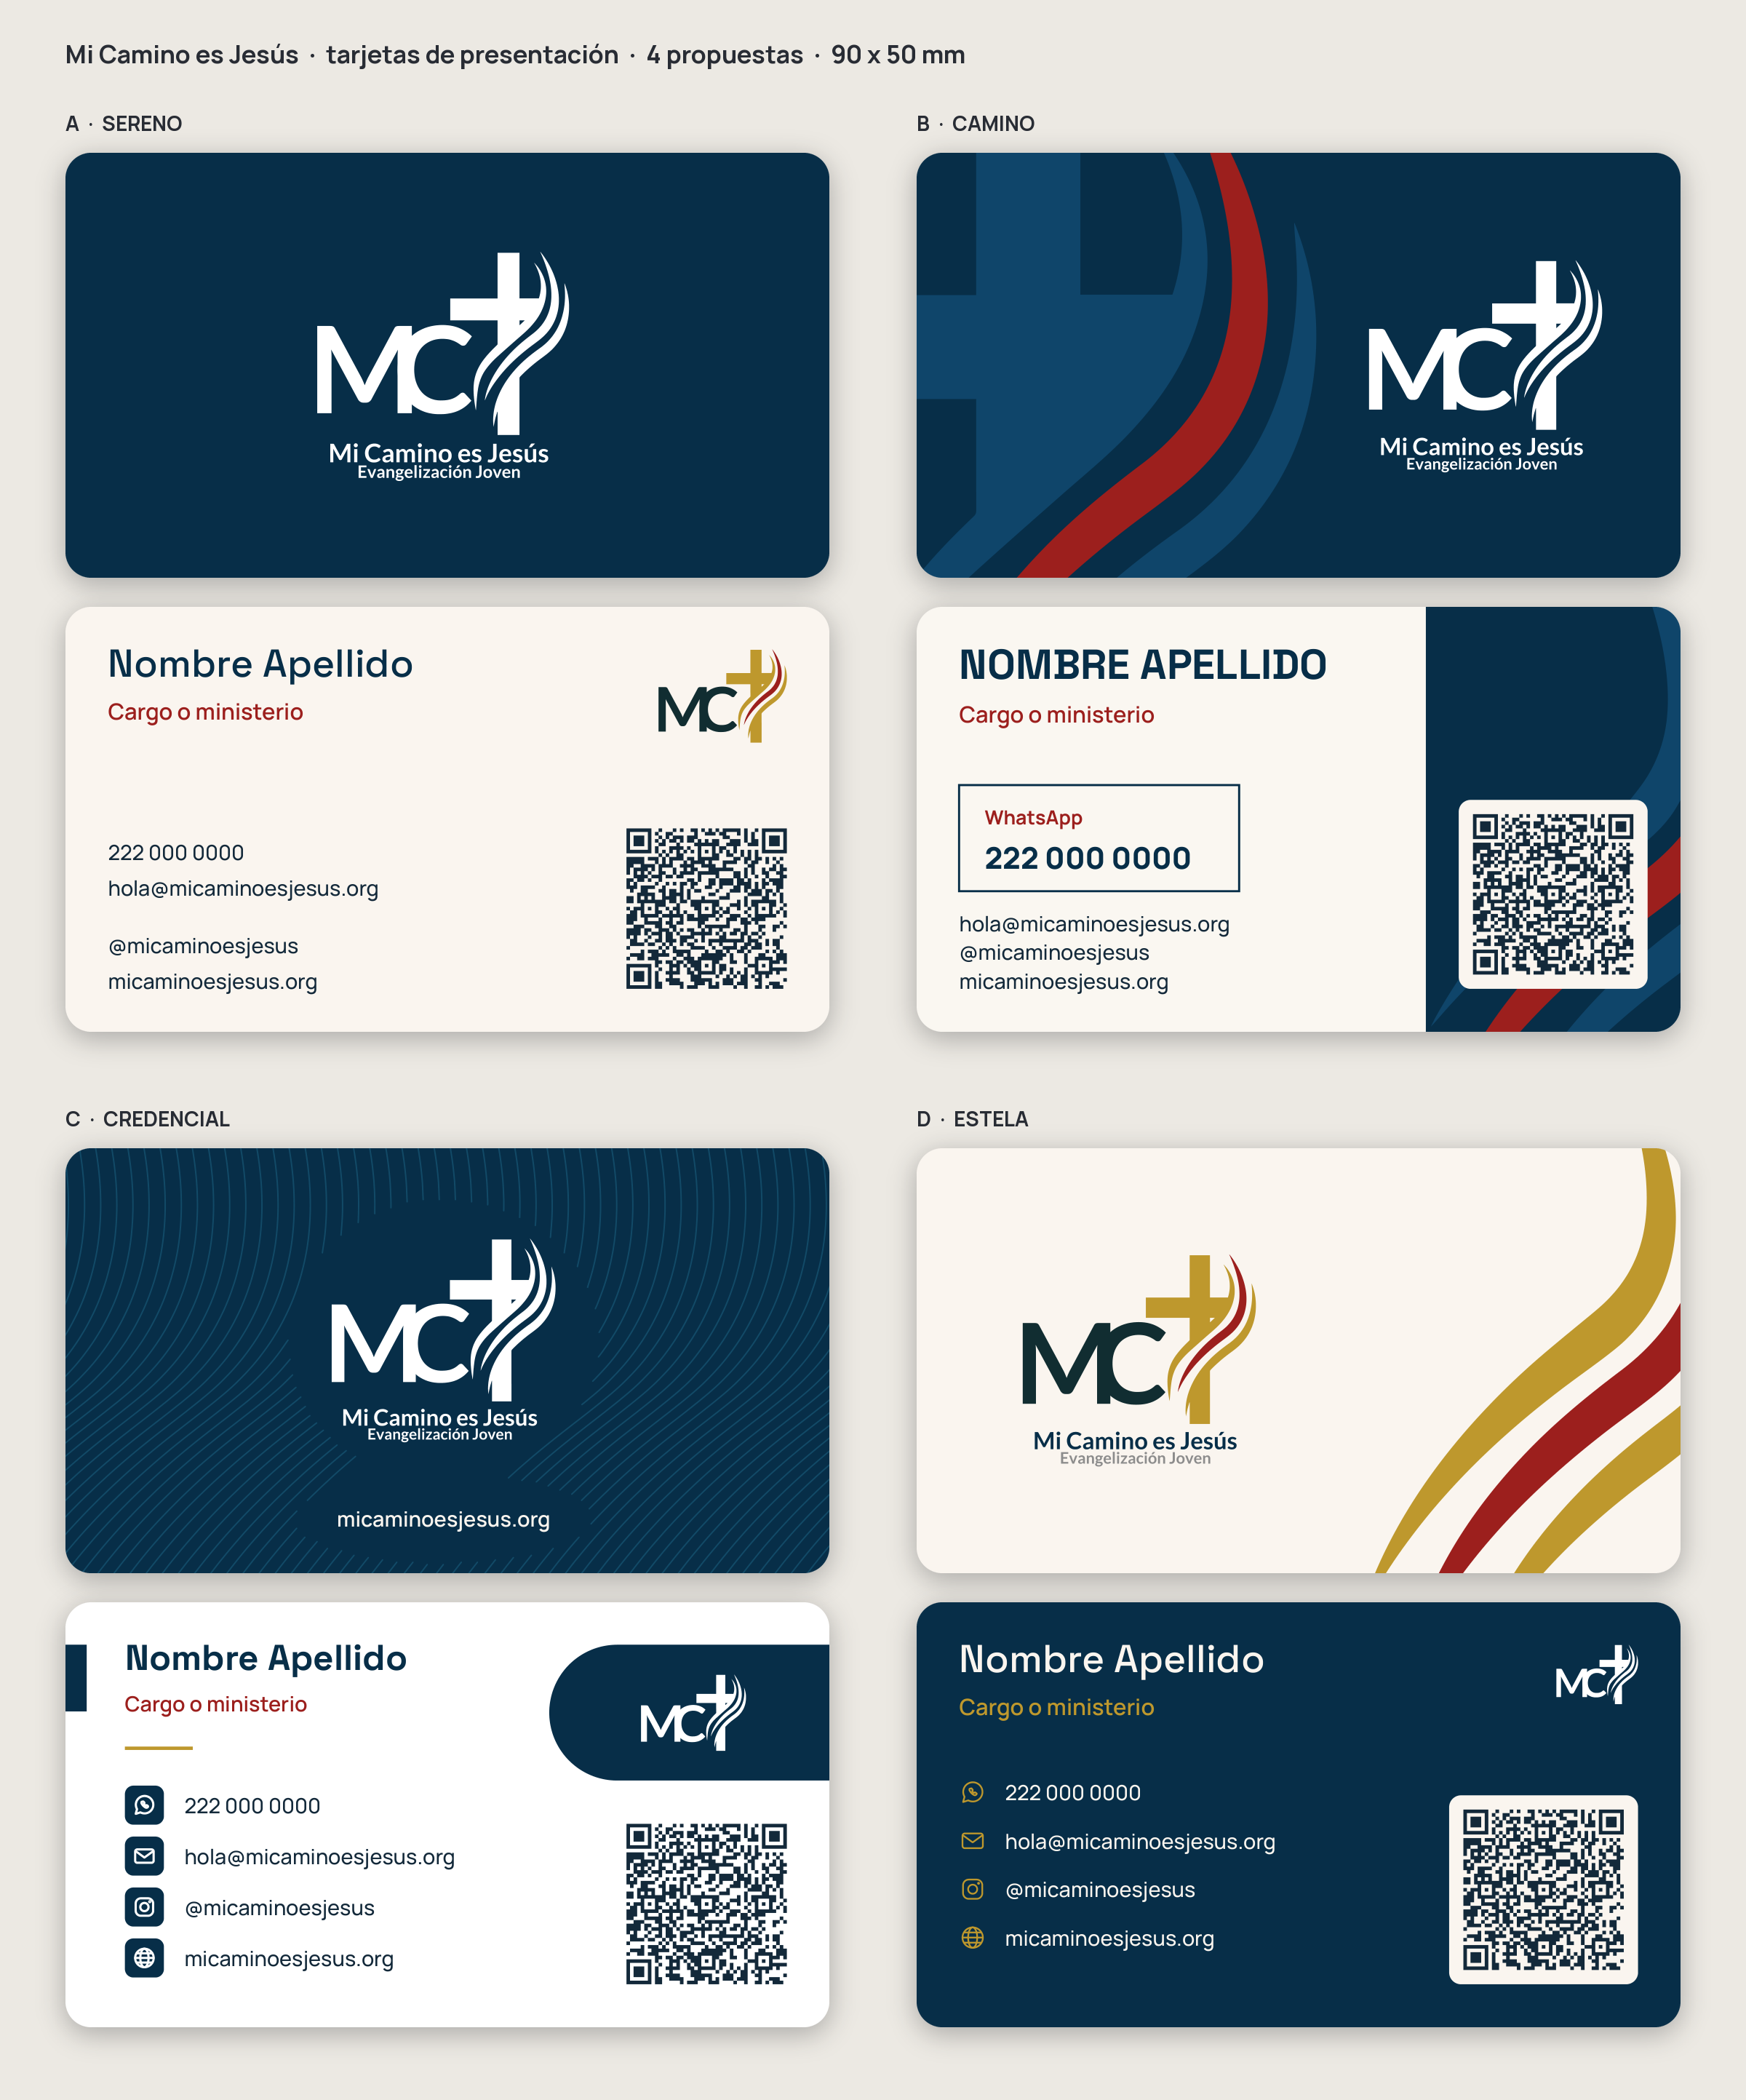 Mi Camino es Jesús · tarjetas de presentación · 4 propuestas · 90 x 50 mm
A · SERENO
MC
Mi Camino es Jesús
Evangelización Joven
Nombre Apellido
Cargo o ministerio
MC
222 000 0000
hola@micaminoesjesus.org
@micaminoesjesus
micaminoesjesus.org
B · CAMINO
MC
Mi Camino es Jesús
Evangelización Joven
NOMBRE APELLIDO
Cargo o ministerio
WhatsApp
222 000 0000
hola@micaminoesjesus.org
@micaminoesjesus
micaminoesjesus.org
C · CREDENCIAL
MC
Mi Camino es Jesús
Evangelización Joven
micaminoesjesus.org
Nombre Apellido
Cargo o ministerio
MC
222 000 0000
hola@micaminoesjesus.org
@micaminoesjesus
micaminoesjesus.org
D · ESTELA
MC
Mi Camino es Jesús
Evangelización Joven
Nombre Apellido
Cargo o ministerio
MC
222 000 0000
hola@micaminoesjesus.org
@micaminoesjesus
micaminoesjesus.org